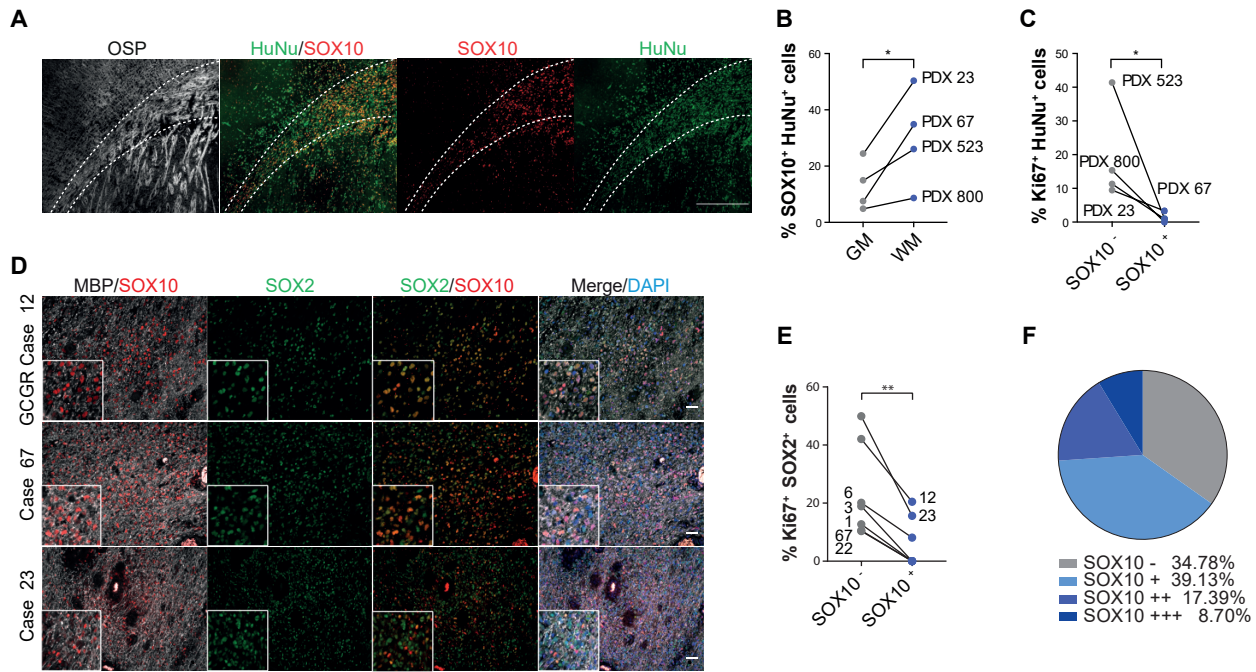 A
OSP
HuNu/SOX10
SOX10
HuNu
B
% SOX10⁺ HuNu⁺ cells
60
40
20
0
*
PDX 23
PDX 67
PDX 523
PDX 800
GM
WM
C
% Ki67⁺ HuNu⁺ cells
50
40
30
20
10
0
*
PDX 523
PDX 800
PDX 67
PDX 23
SOX10⁻
SOX10⁺
D
MBP/SOX10
SOX2
SOX2/SOX10
Merge/DAPI
GCGR Case 12
Case 67
Case 23
E
% Ki67⁺ SOX2⁺ cells
80
60
40
20
0
**
6
3
1
67
22
12
23
SOX10⁻
SOX10⁺
F
SOX10 - 34.78%
SOX10 + 39.13%
SOX10 ++ 17.39%
SOX10 +++ 8.70%